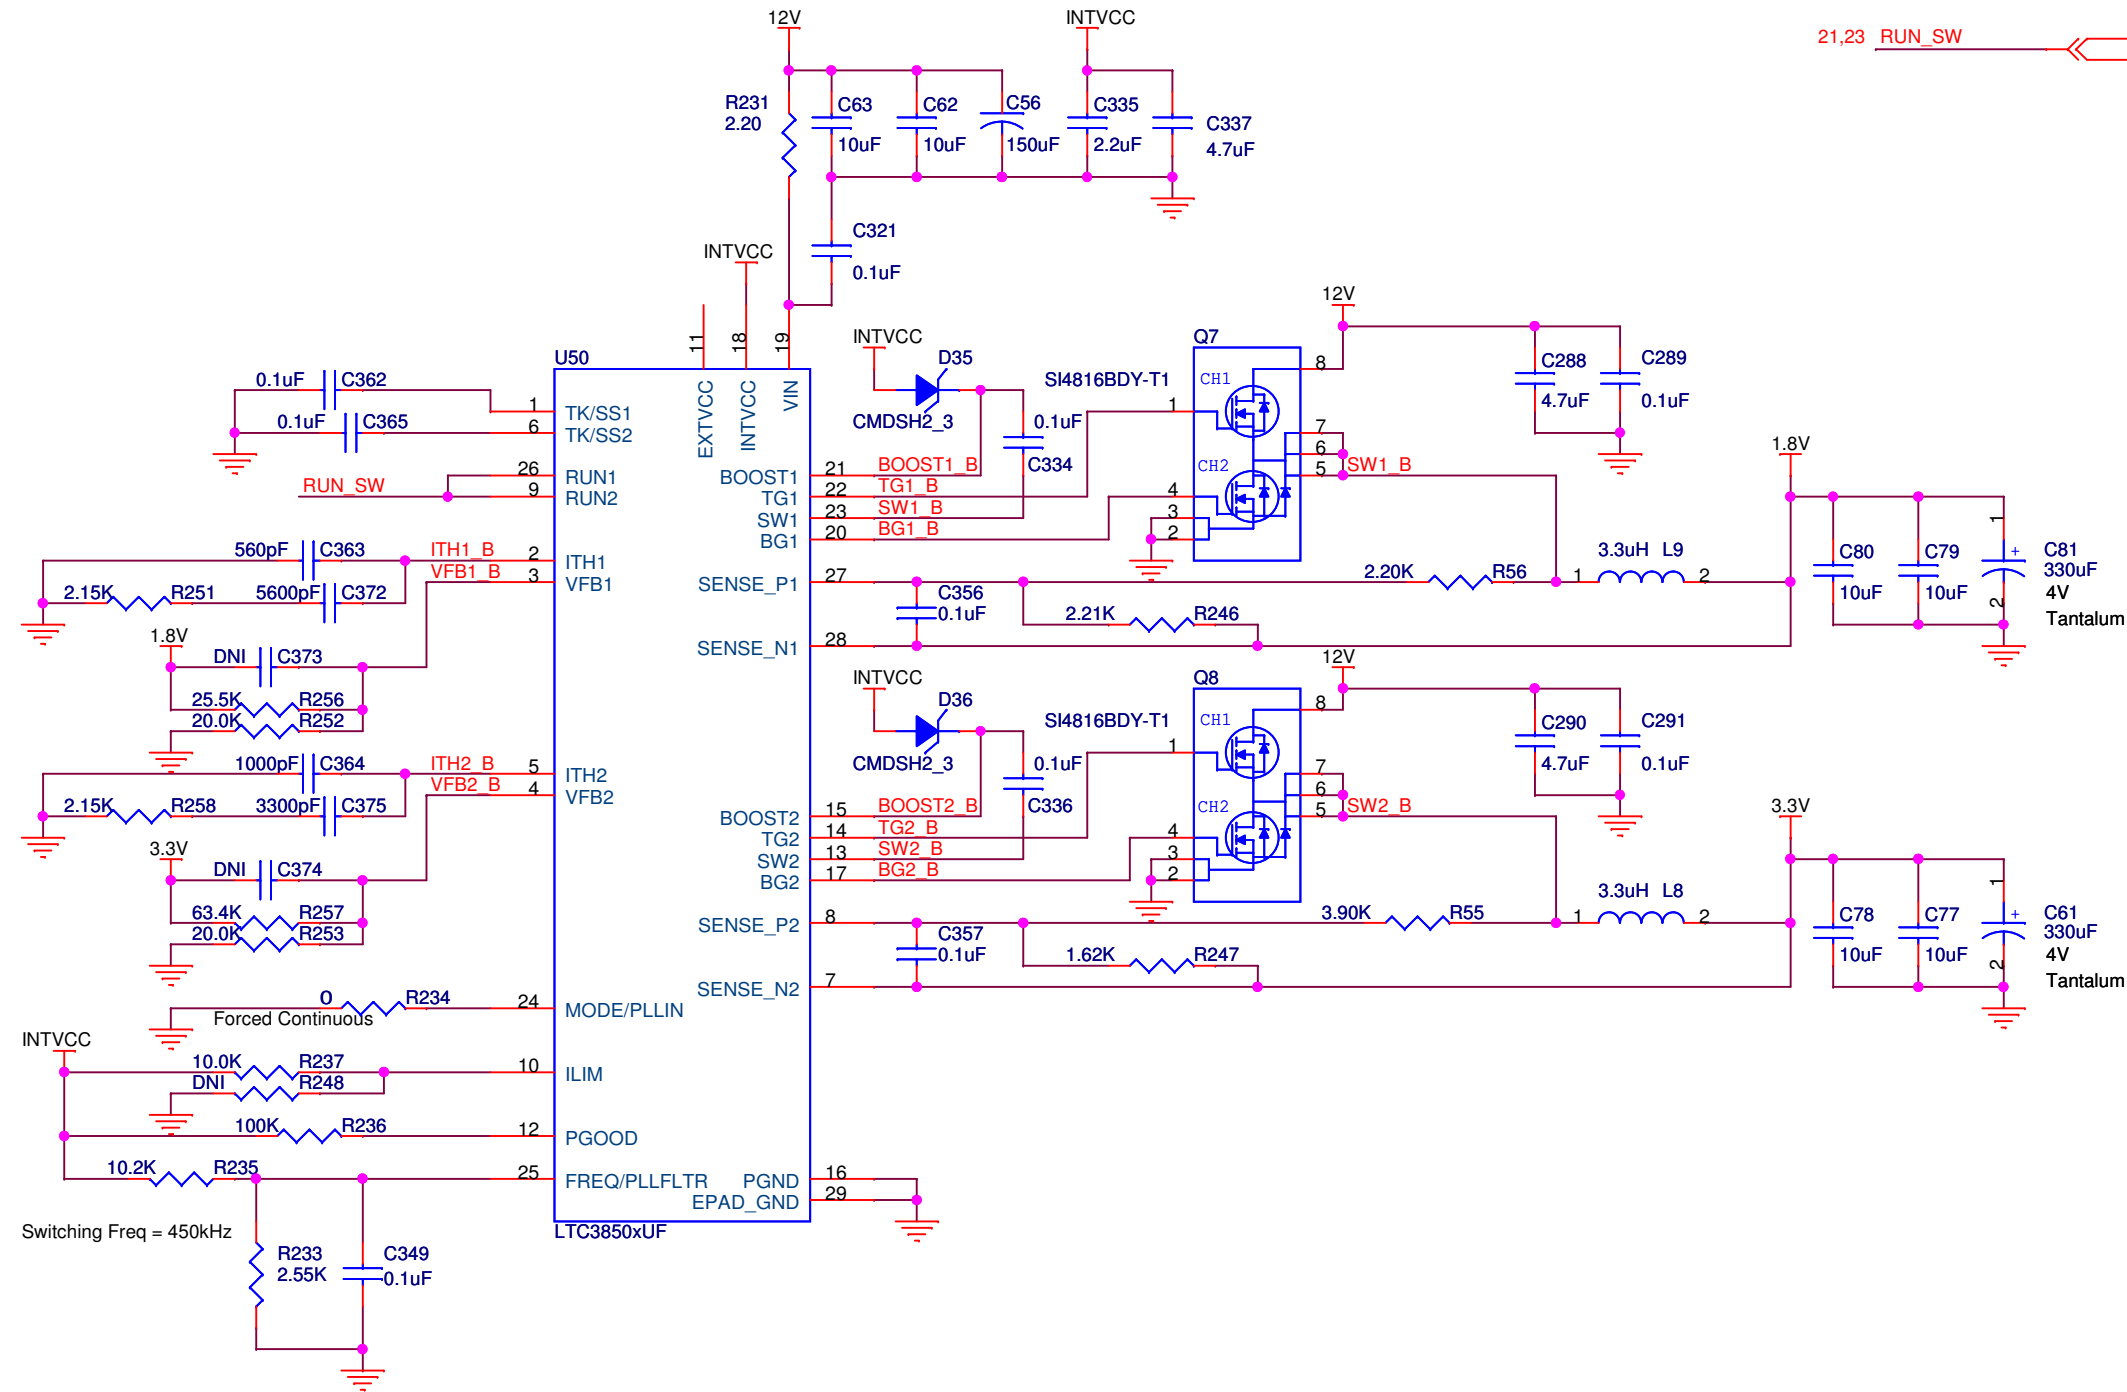 12V
INTVCC
21,23 RUN_SW
R231
2.20
C63
10uF
C62
10uF
C56
150uF
C335
2.2uF
C337
4.7uF
C321
0.1uF
INTVCC
11
18
19
U50
EXTVCC
INTVCC
VIN
0.1uF C362
1 TK/SS1
0.1uF C365
6 TK/SS2
26 RUN1
RUN_SW
9 RUN2
560pF C363
ITH1_B
2 ITH1
VFB1_B
3 VFB1
2.15K R251
5600pF C372
1.8V
DNI C373
25.5K R256
20.0K R252
1000pF C364
ITH2_B
5 ITH2
VFB2_B
4 VFB2
2.15K R258
3300pF C375
3.3V
DNI C374
63.4K R257
20.0K R253
0 R234
24 MODE/PLLIN
Forced Continuous
INTVCC
10.0K R237
10 ILIM
DNI R248
100K R236
12 PGOOD
10.2K R235
25 FREQ/PLLFLTR
Switching Freq = 450kHz
R233
2.55K
C349
0.1uF
LTC3850xUF
PGND 16
EPAD_GND 29
INTVCC
D35
CMDSH2_3
0.1uF
C334
BOOST1 21 BOOST1_B
TG1 22 TG1_B
SW1 23 SW1_B
BG1 20 BG1_B
SENSE_P1 27
SENSE_N1 28
C356
0.1uF
2.21K R246
Q7
SI4816BDY-T1
CH1
CH2
1
4
3
2
8
7
6
5
SW1_B
12V
C288
4.7uF
C289
0.1uF
2.20K R56
3.3uH L9
1 2
1.8V
C80
10uF
C79
10uF
1
+
2
C81
330uF
4V
Tantalum
INTVCC
D36
CMDSH2_3
0.1uF
C336
BOOST2 15 BOOST2_B
TG2 14 TG2_B
SW2 13 SW2_B
BG2 17 BG2_B
SENSE_P2 8
SENSE_N2 7
C357
0.1uF
1.62K R247
Q8
SI4816BDY-T1
CH1
CH2
1
4
3
2
8
7
6
5
SW2_B
12V
C290
4.7uF
C291
0.1uF
3.90K R55
3.3uH L8
1 2
3.3V
C78
10uF
C77
10uF
1
+
2
C61
330uF
4V
Tantalum